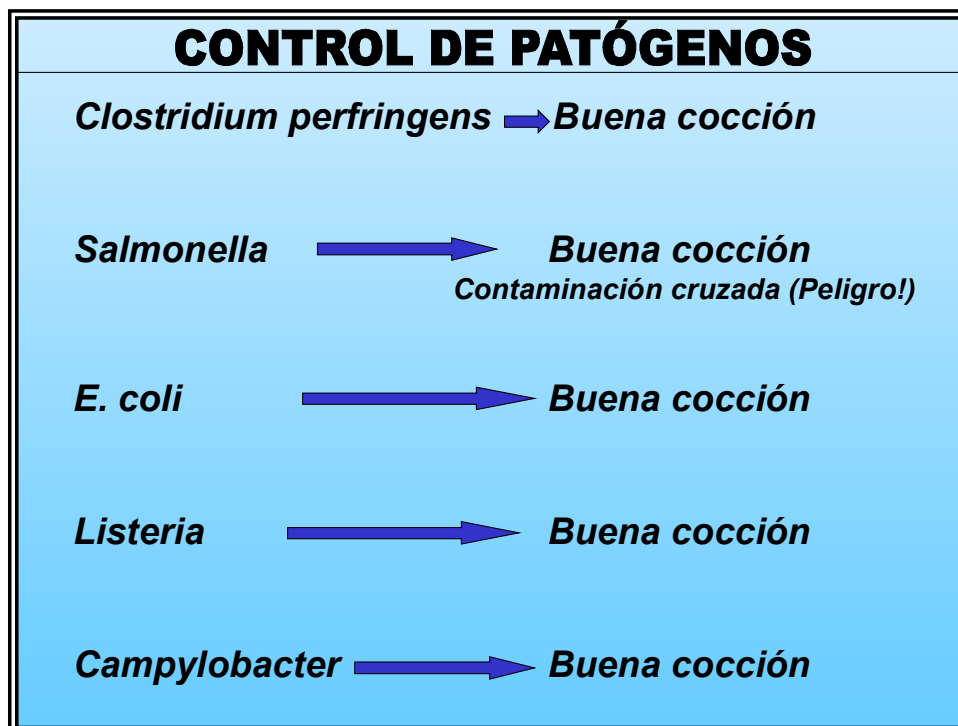 CONTROL DE PATÓGENOS
Clostridium perfringens Buena cocción
Salmonella Buena cocción
Contaminación cruzada (Peligro!)
E. coli Buena cocción
Listeria Buena cocción
Campylobacter Buena cocción